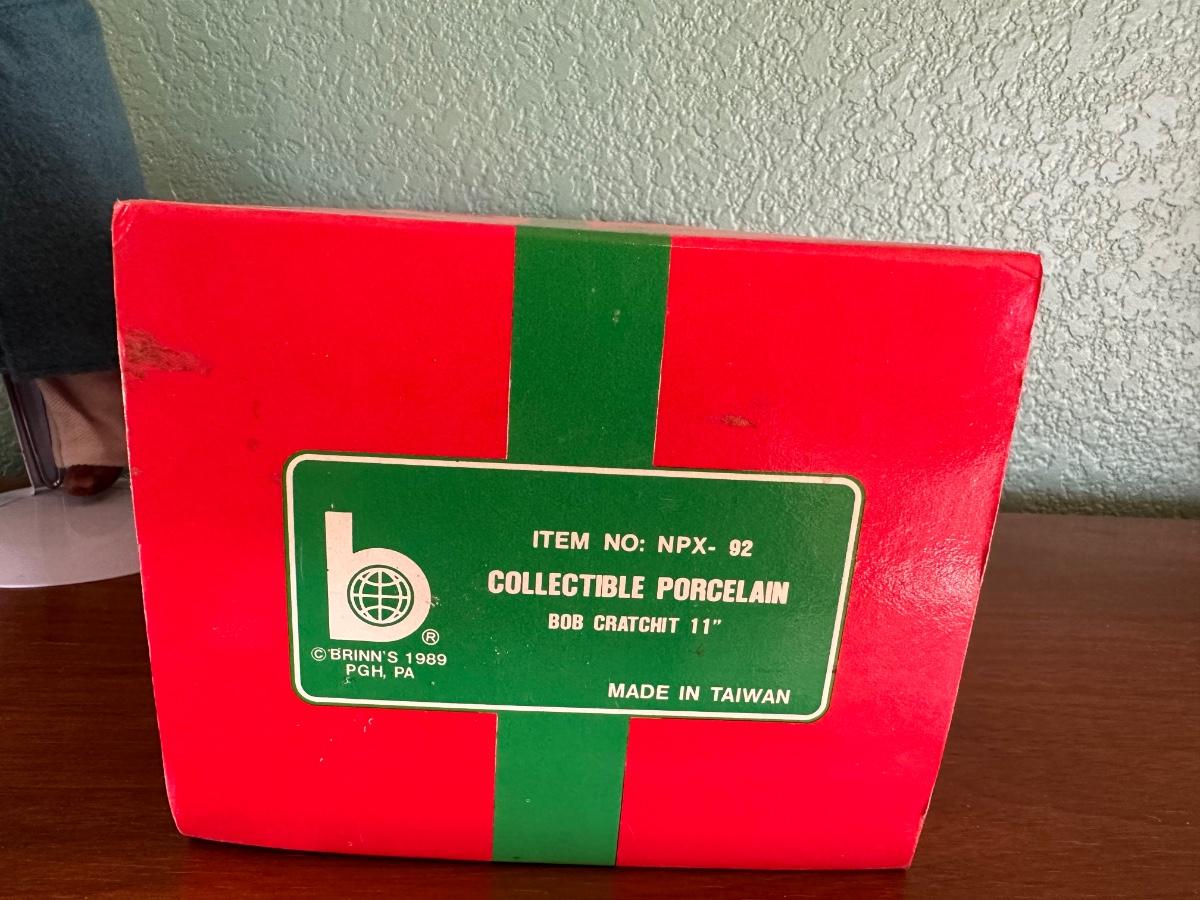 ITEM NO: NPX- 92
COLLECTIBLE PORCELAIN
BOB CRATCHIT 11"
b ®
© BRINN'S 1989
PGH, PA
MADE IN TAIWAN